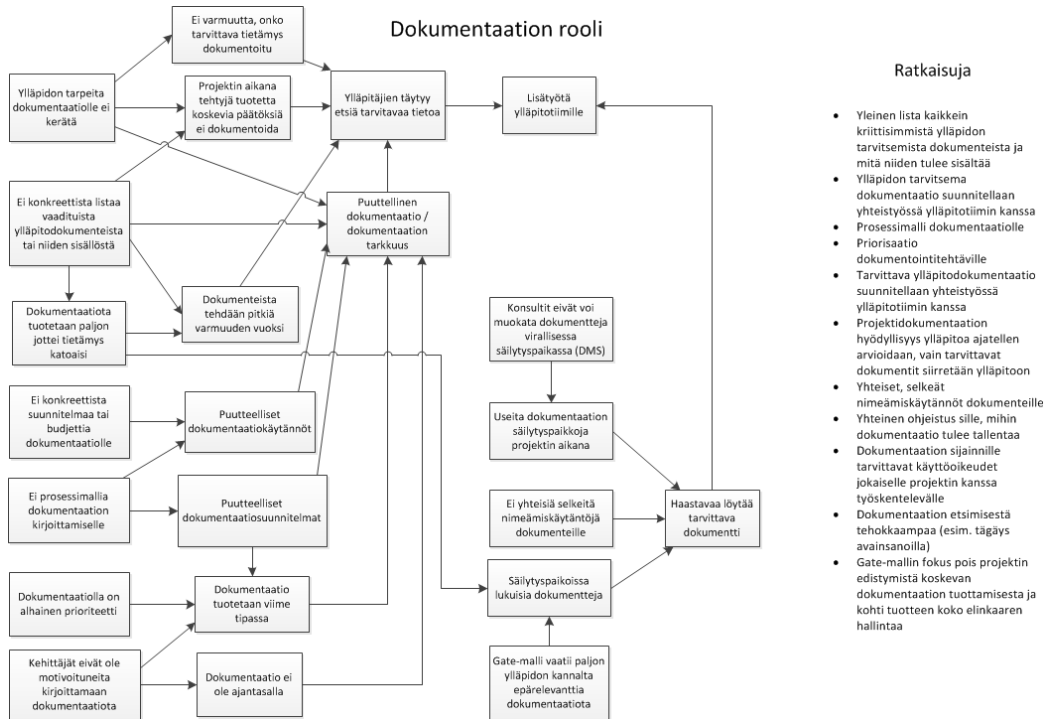 Dokumentaation rooli
Ei varmuutta, onko
tarvittava tietämys
dokumentoitu
Ylläpidon tarpeita
dokumentaatiolle ei
kerätä
Projektin aikana
tehtyjä tuotetta
koskevia päätöksiä
ei dokumentoida
Ylläpitäjien täytyy
etsiä tarvitavaa tietoa
Lisätyötä
ylläpitotiimille
Ei konkreettista listaa
vaadituista
ylläpitodokumenteista
tai niiden sisällöstä
Puuttellinen
dokumentaatio /
dokumentaation
tarkkuus
Dokumentaatiota
tuotetaan paljon
jottei tietämys
katoaisi
Dokumenteista
tehdään pitkiä
varmuuden vuoksi
Konsultit eivät voi
muokata dokumentteja
virallisessa
säilytyspaikassa (DMS)
Ei konkreettista
suunnitelmaa tai
budjettia
dokumentaatiolle
Puutteelliset
dokumentaatiokäytännöt
Useita dokumentaation
säilytyspaikkoja
projektin aikana
Ei prosessimallia
dokumentaation
kirjoittamiselle
Puutteelliset
dokumentaatiosuunnitelmat
Ei yhteisiä selkeitä
nimeämiskäytäntöjä
dokumenteille
Haastavaa löytää
tarvittava
dokumentti
Dokumentaatiolla on
alhainen prioriteetti
Dokumentaatio
tuotetaan viime
tipassa
Säilytyspaikoissa
lukuisia dokumentteja
Kehittäjät eivät ole
motivoituneita
kirjoittamaan
dokumentaatiota
Dokumentaatio ei
ole ajantasalla
Gate-malli vaatii paljon
ylläpidon kannalta
epärelevanttia
dokumentaatiota
Ratkaisuja
• Yleinen lista kaikkein
kriittisimmistä ylläpidon
tarvitsemista dokumenteista ja
mitä niiden tulee sisältää
• Ylläpidon tarvitsema
dokumentaatio suunnitellaan
yhteistyössä ylläpitotiimin kanssa
• Prosessimalli dokumentaatiolle
• Priorisaatio
dokumentointitehtäville
• Tarvittava ylläpitodokumentaatio
suunnitellaan yhteistyössä
ylläpitotiimin kanssa
• Projektidokumentaation
hyödyllisyys ylläpitoa ajatellen
arvioidaan, vain tarvittavat
dokumentit siirretään ylläpitoon
• Yhteiset, selkeät
nimeämiskäytännöt dokumenteille
• Yhteinen ohjeistus sille, mihin
dokumentaatio tulee tallentaa
• Dokumentaation sijainnille
tarvittavat käyttöoikeudet
jokaiselle projektin kanssa
työskentelevälle
• Dokumentaation etsimisestä
tehokkaampaa (esim. tägäys
avainsanoilla)
• Gate-mallin fokus pois projektin
edistymistä koskevan
dokumentaation tuottamisesta ja
kohti tuotteen koko elinkaaren
hallintaa